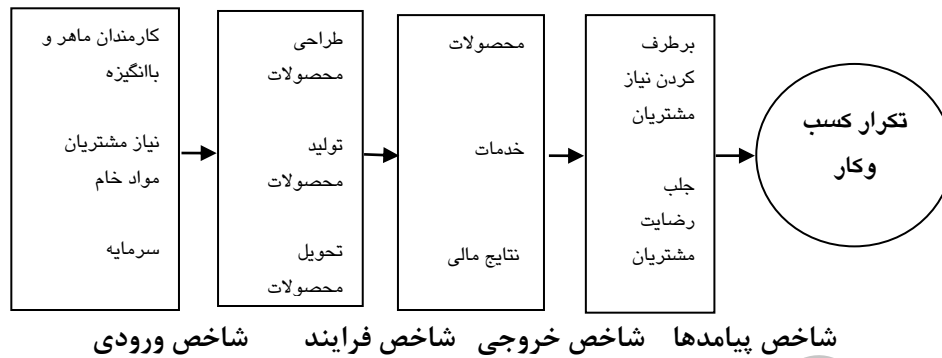 کارمندان ماهر و
باانگیزه
نیاز مشتریان
مواد خام
سرمایه
طراحی
محصولات
تولید
محصولات
تحویل
محصولات
محصولات
خدمات
نتایج مالی
برطرف
کردن نیاز
مشتریان
جلب
رضایت
مشتریان
تکرار کسب
وکار
شاخص ورودی
شاخص فرایند
شاخص خروجی
شاخص پیامدها